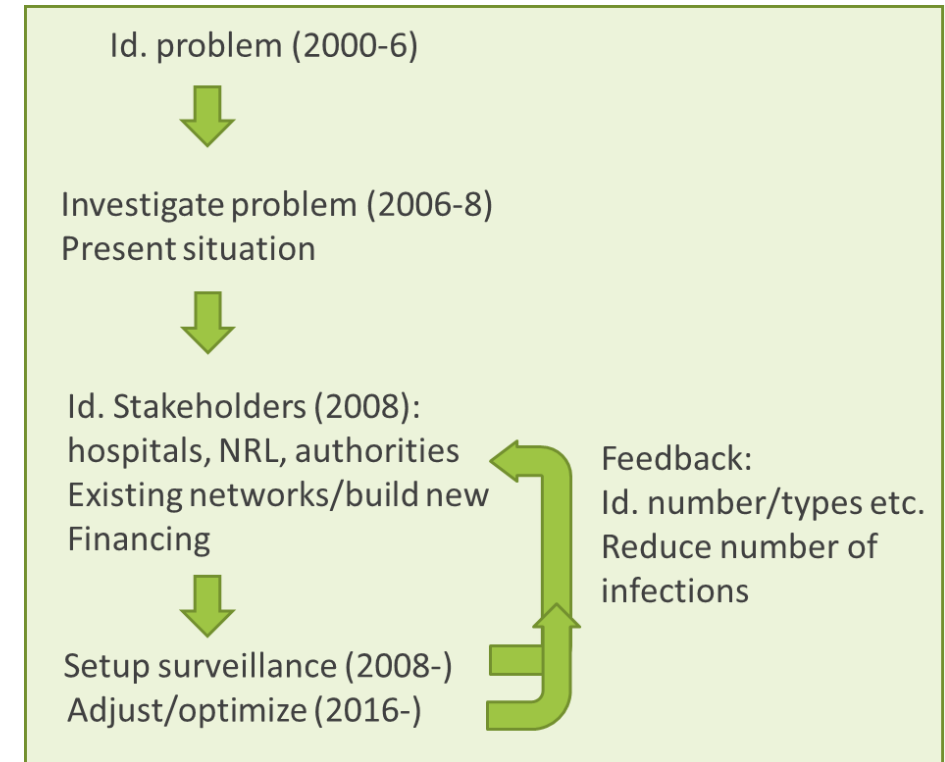 Id. problem (2000-6)
Investigate problem (2006-8)
Present situation
Id. Stakeholders (2008):
hospitals, NRL, authorities
Existing networks/build new
Financing
Feedback:
Id. number/types etc.
Reduce number of
infections
Setup surveillance (2008-)
Adjust/optimize (2016-)